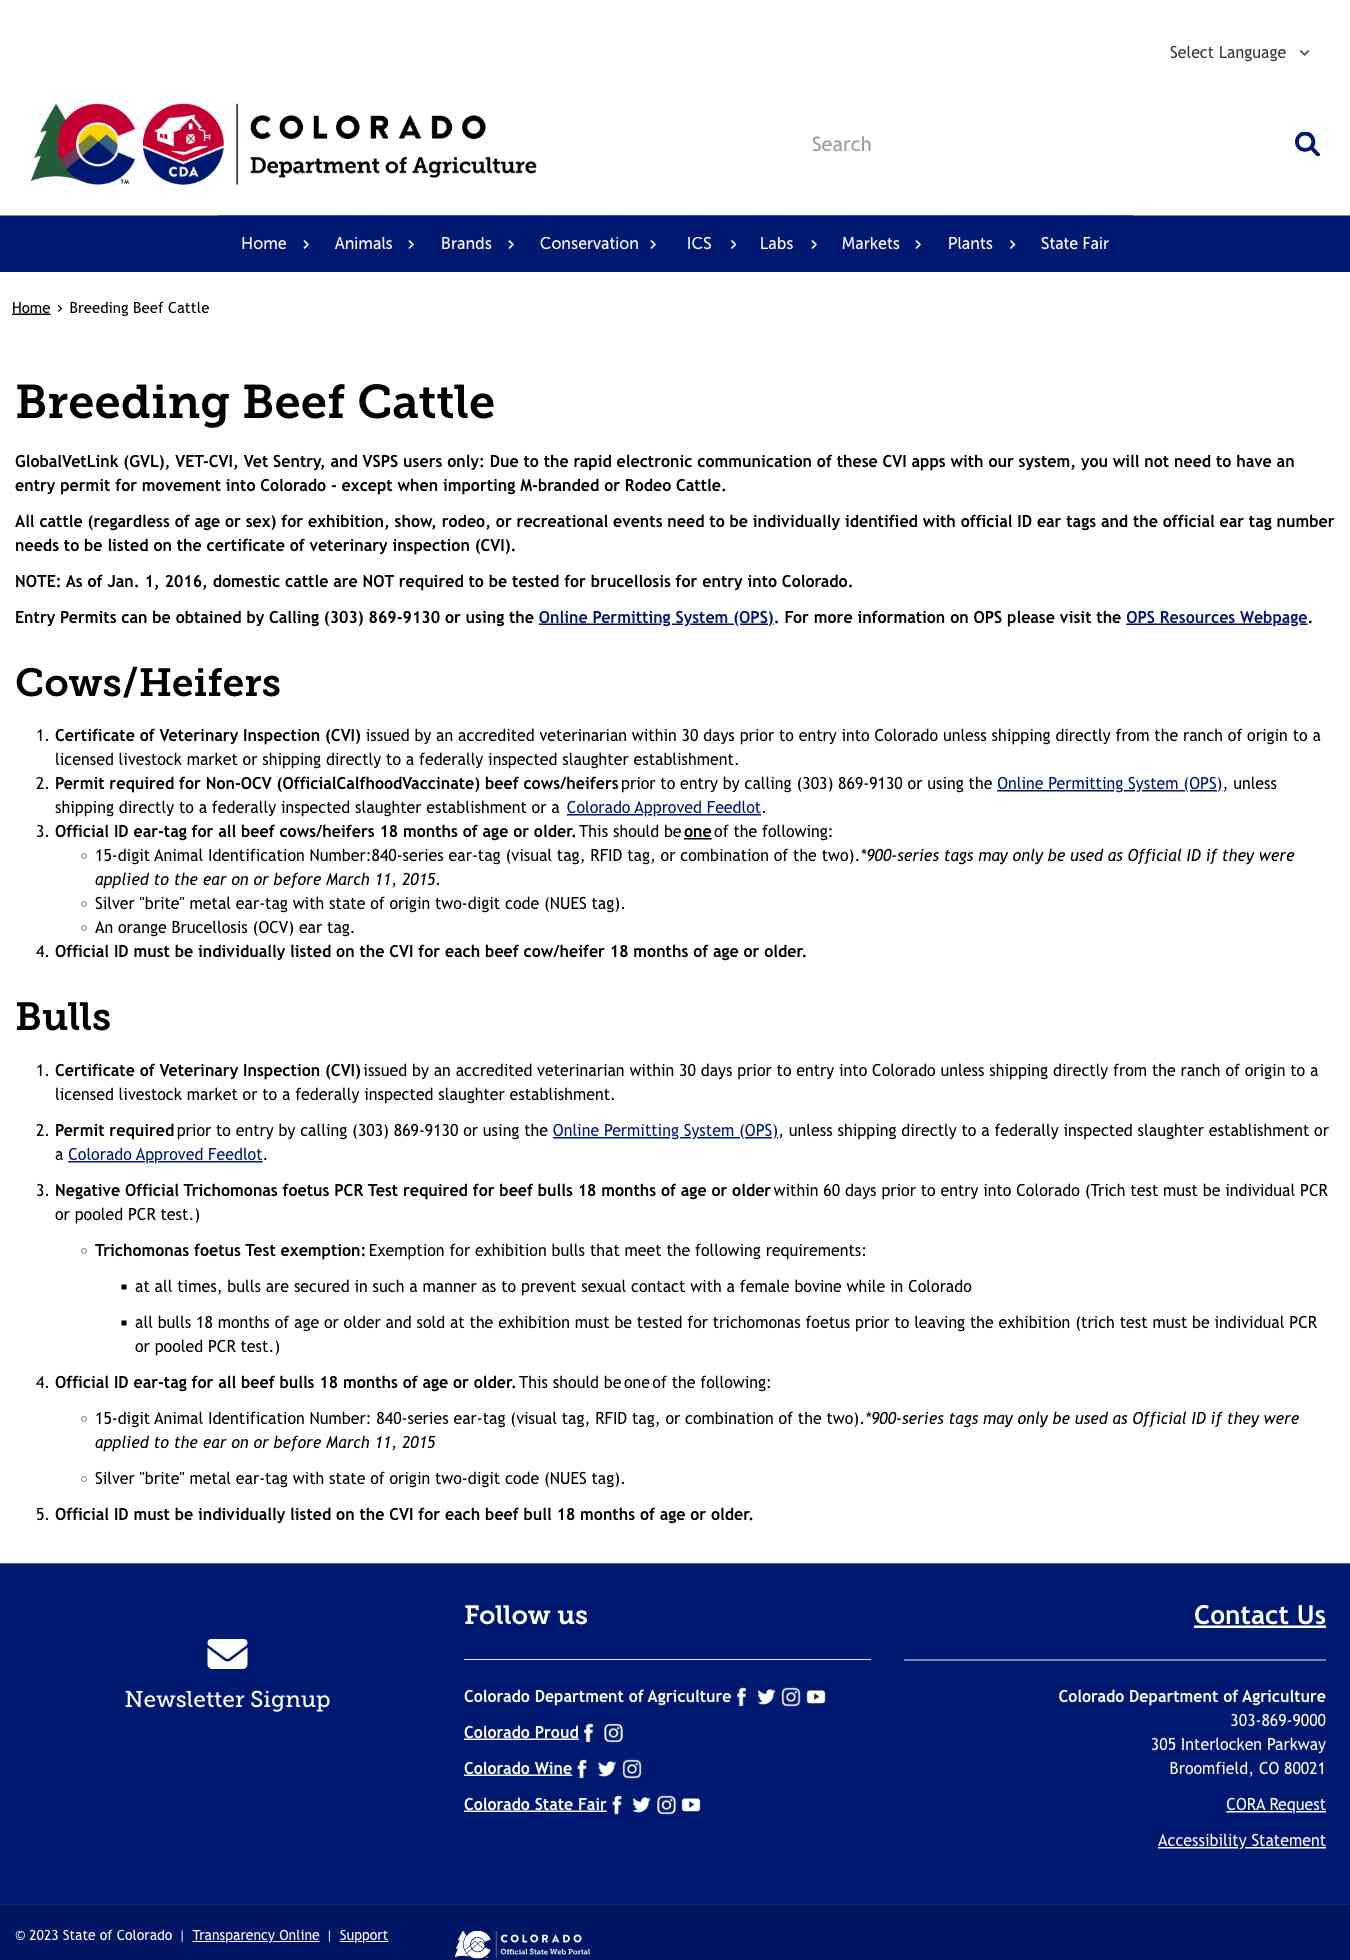 Select Language
COLORADO
Department of Agriculture
CDA
TM
Search
Home Animals Brands Conservation ICS Labs Markets Plants State Fair
Home › Breeding Beef Cattle
Breeding Beef Cattle
GlobalVetLink (GVL), VET-CVI, Vet Sentry, and VSPS users only: Due to the rapid electronic communication of these CVI apps with our system, you will not need to have an
entry permit for movement into Colorado - except when importing M-branded or Rodeo Cattle.
All cattle (regardless of age or sex) for exhibition, show, rodeo, or recreational events need to be individually identified with official ID ear tags and the official ear tag number
needs to be listed on the certificate of veterinary inspection (CVI).
NOTE: As of Jan. 1, 2016, domestic cattle are NOT required to be tested for brucellosis for entry into Colorado.
Entry Permits can be obtained by Calling (303) 869-9130 or using the Online Permitting System (OPS). For more information on OPS please visit the OPS Resources Webpage.
Cows/Heifers
1. Certificate of Veterinary Inspection (CVI) issued by an accredited veterinarian within 30 days prior to entry into Colorado unless shipping directly from the ranch of origin to a
licensed livestock market or shipping directly to a federally inspected slaughter establishment.
2. Permit required for Non-OCV (OfficialCalfhoodVaccinate) beef cows/heifers prior to entry by calling (303) 869-9130 or using the Online Permitting System (OPS), unless
shipping directly to a federally inspected slaughter establishment or a Colorado Approved Feedlot.
3. Official ID ear-tag for all beef cows/heifers 18 months of age or older. This should be one of the following:
○ 15-digit Animal Identification Number:840-series ear-tag (visual tag, RFID tag, or combination of the two).*900-series tags may only be used as Official ID if they were
applied to the ear on or before March 11, 2015.
○ Silver "brite" metal ear-tag with state of origin two-digit code (NUES tag).
○ An orange Brucellosis (OCV) ear tag.
4. Official ID must be individually listed on the CVI for each beef cow/heifer 18 months of age or older.
Bulls
1. Certificate of Veterinary Inspection (CVI) issued by an accredited veterinarian within 30 days prior to entry into Colorado unless shipping directly from the ranch of origin to a
licensed livestock market or to a federally inspected slaughter establishment.
2. Permit required prior to entry by calling (303) 869-9130 or using the Online Permitting System (OPS), unless shipping directly to a federally inspected slaughter establishment or
a Colorado Approved Feedlot.
3. Negative Official Trichomonas foetus PCR Test required for beef bulls 18 months of age or older within 60 days prior to entry into Colorado (Trich test must be individual PCR
or pooled PCR test.)
○ Trichomonas foetus Test exemption: Exemption for exhibition bulls that meet the following requirements:
▪ at all times, bulls are secured in such a manner as to prevent sexual contact with a female bovine while in Colorado
▪ all bulls 18 months of age or older and sold at the exhibition must be tested for trichomonas foetus prior to leaving the exhibition (trich test must be individual PCR
or pooled PCR test.)
4. Official ID ear-tag for all beef bulls 18 months of age or older. This should be one of the following:
○ 15-digit Animal Identification Number: 840-series ear-tag (visual tag, RFID tag, or combination of the two).*900-series tags may only be used as Official ID if they were
applied to the ear on or before March 11, 2015
○ Silver "brite" metal ear-tag with state of origin two-digit code (NUES tag).
5. Official ID must be individually listed on the CVI for each beef bull 18 months of age or older.
Newsletter Signup
Follow us
Colorado Department of Agriculture
Colorado Proud
Colorado Wine
Colorado State Fair
Contact Us
Colorado Department of Agriculture
303-869-9000
305 Interlocken Parkway
Broomfield, CO 80021
CORA Request
Accessibility Statement
© 2023 State of Colorado | Transparency Online | Support
COLORADO
Official State Web Portal